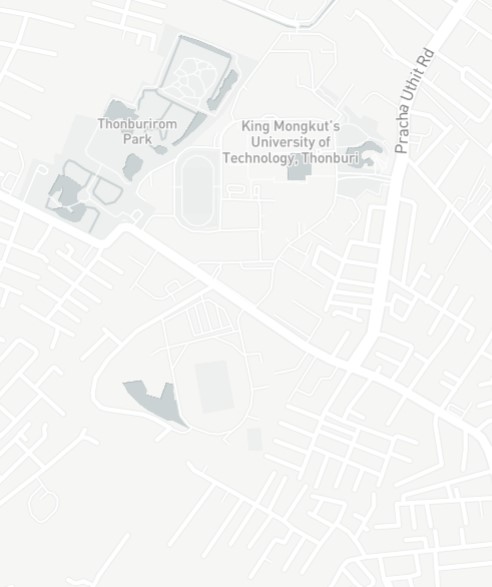 Thonburirom
Park
King Mongkut's
University of
Technology, Thonburi
Pracha Uthit Rd